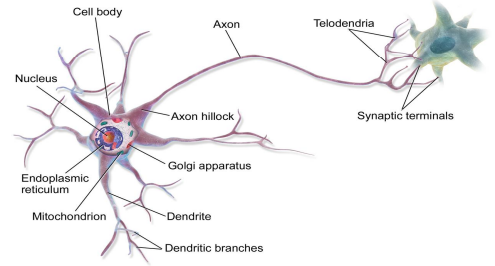 Cell body
Axon
Telodendria
Nucleus
Axon hillock
Synaptic terminals
Golgi apparatus
Endoplasmic
reticulum
Mitochondrion
Dendrite
Dendritic branches